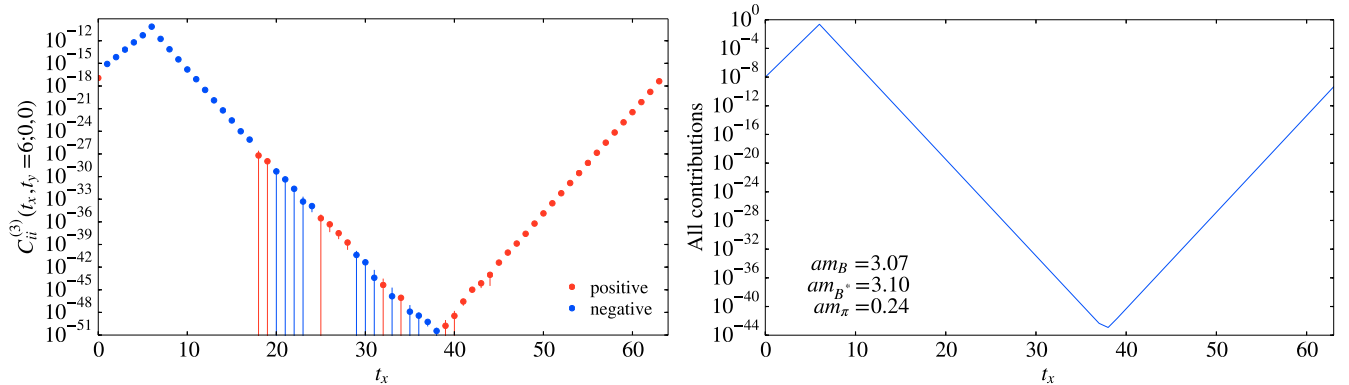 C_{ii}^{(3)}(t_x,t_y=6;0,0)
10^{-12}
10^{-15}
10^{-18}
10^{-21}
10^{-24}
10^{-27}
10^{-30}
10^{-33}
10^{-36}
10^{-39}
10^{-42}
10^{-45}
10^{-48}
10^{-51}
positive
negative
0 10 20 30 40 50 60
t_x
All contributions
10^{0}
10^{-4}
10^{-8}
10^{-12}
10^{-16}
10^{-20}
10^{-24}
10^{-28}
10^{-32}
10^{-36}
10^{-40}
10^{-44}
am_B=3.07
am_{B^*}=3.10
am_π=0.24
0 10 20 30 40 50 60
t_x